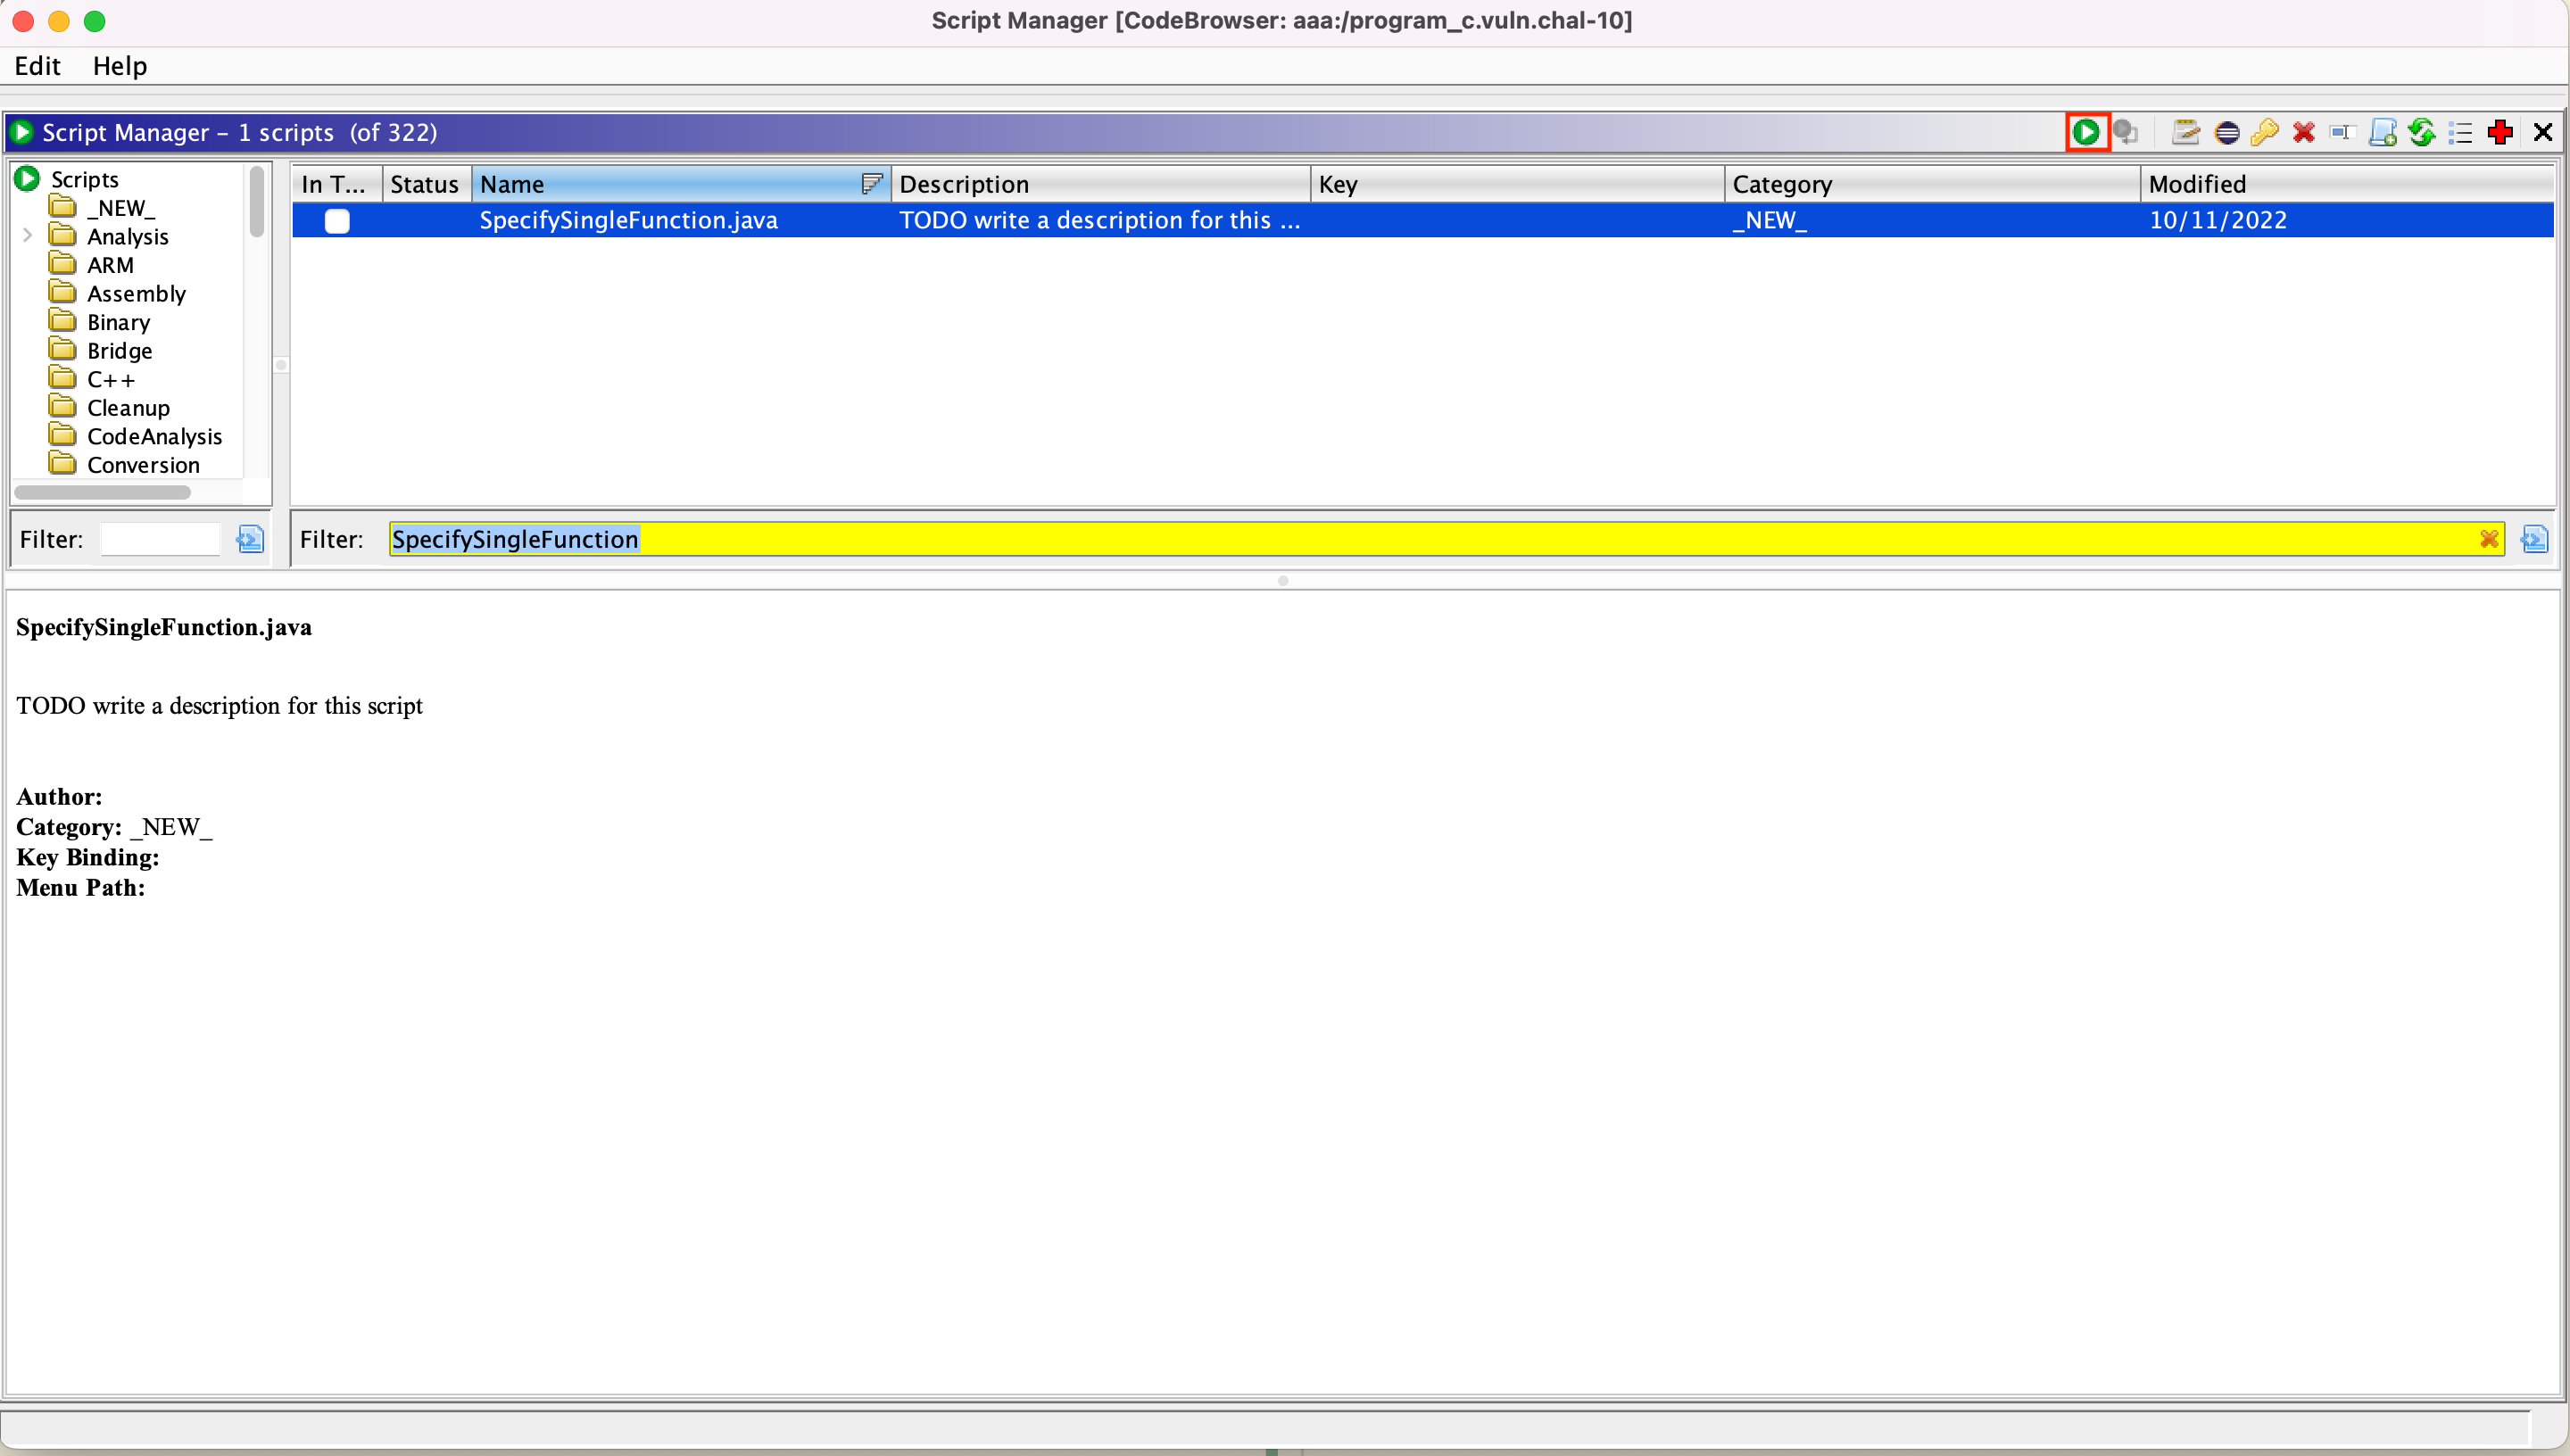 Script Manager [CodeBrowser: aaa:/program_c.vuln.chal-10]
Edit Help
Script Manager – 1 scripts (of 322)
Scripts
_NEW_
Analysis
ARM
Assembly
Binary
Bridge
C++
Cleanup
CodeAnalysis
Conversion
Filter:
In T... Status Name Description Key Category Modified
SpecifySingleFunction.java TODO write a description for this ... _NEW_ 10/11/2022
Filter: SpecifySingleFunction
SpecifySingleFunction.java
TODO write a description for this script
Author:
Category: _NEW_
Key Binding:
Menu Path: